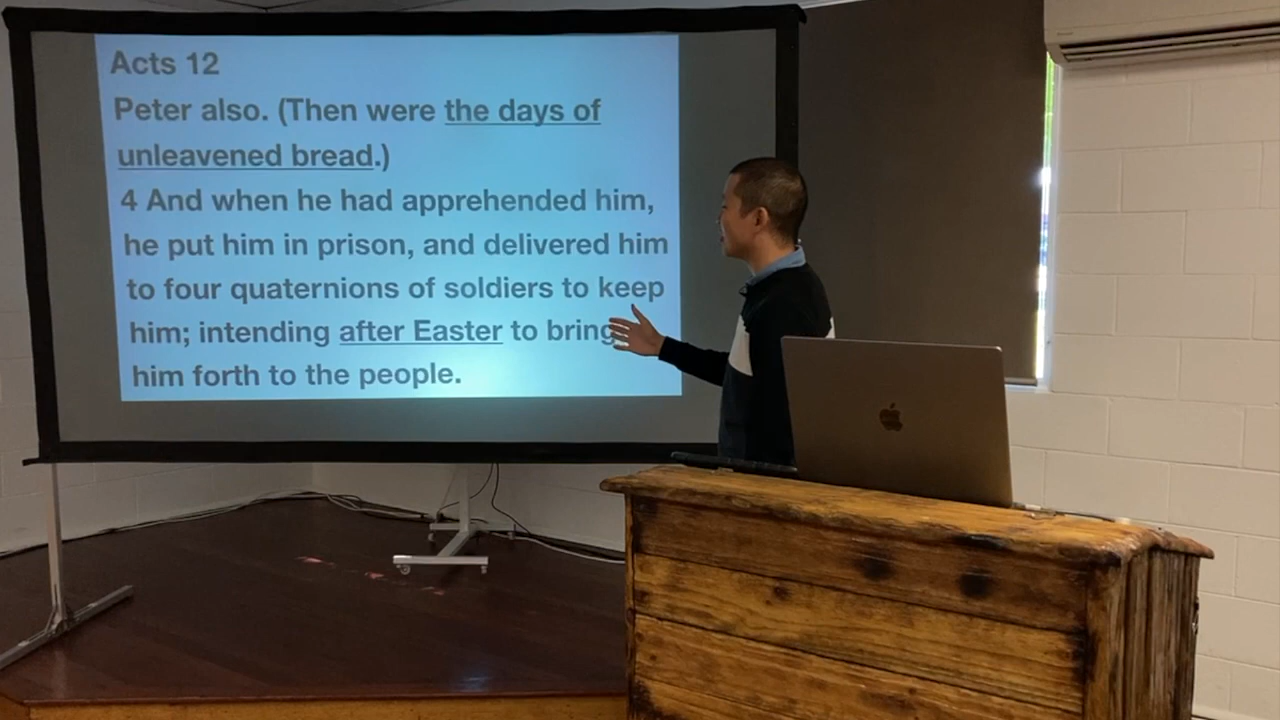 Acts 12
Peter also. (Then were the days of
unleavened bread.)
4 And when he had apprehended him,
he put him in prison, and delivered him
to four quaternions of soldiers to keep
him; intending after Easter to bring
him forth to the people.